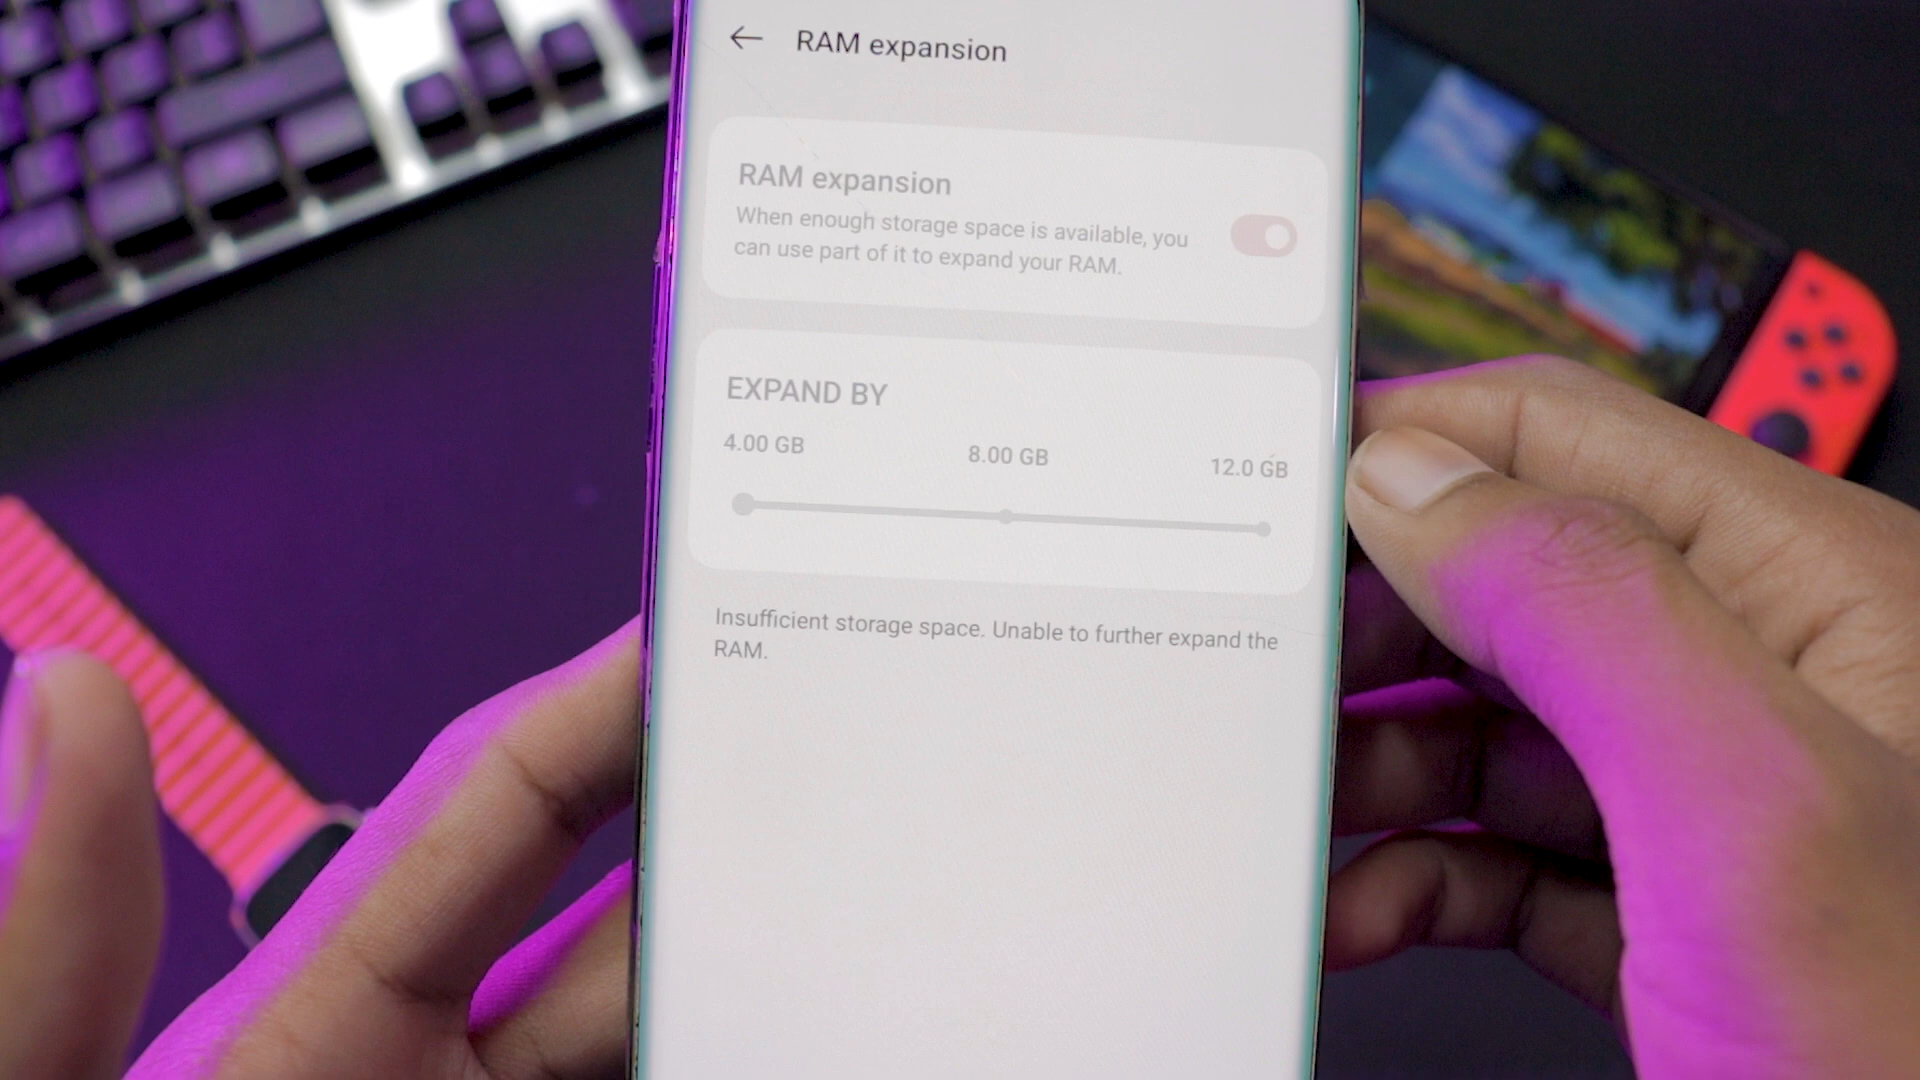 RAM expansion
RAM expansion
When enough storage space is available, you
can use part of it to expand your RAM.
EXPAND BY
4.00 GB 8.00 GB 12.0 GB
Insufficient storage space. Unable to further expand the
RAM.